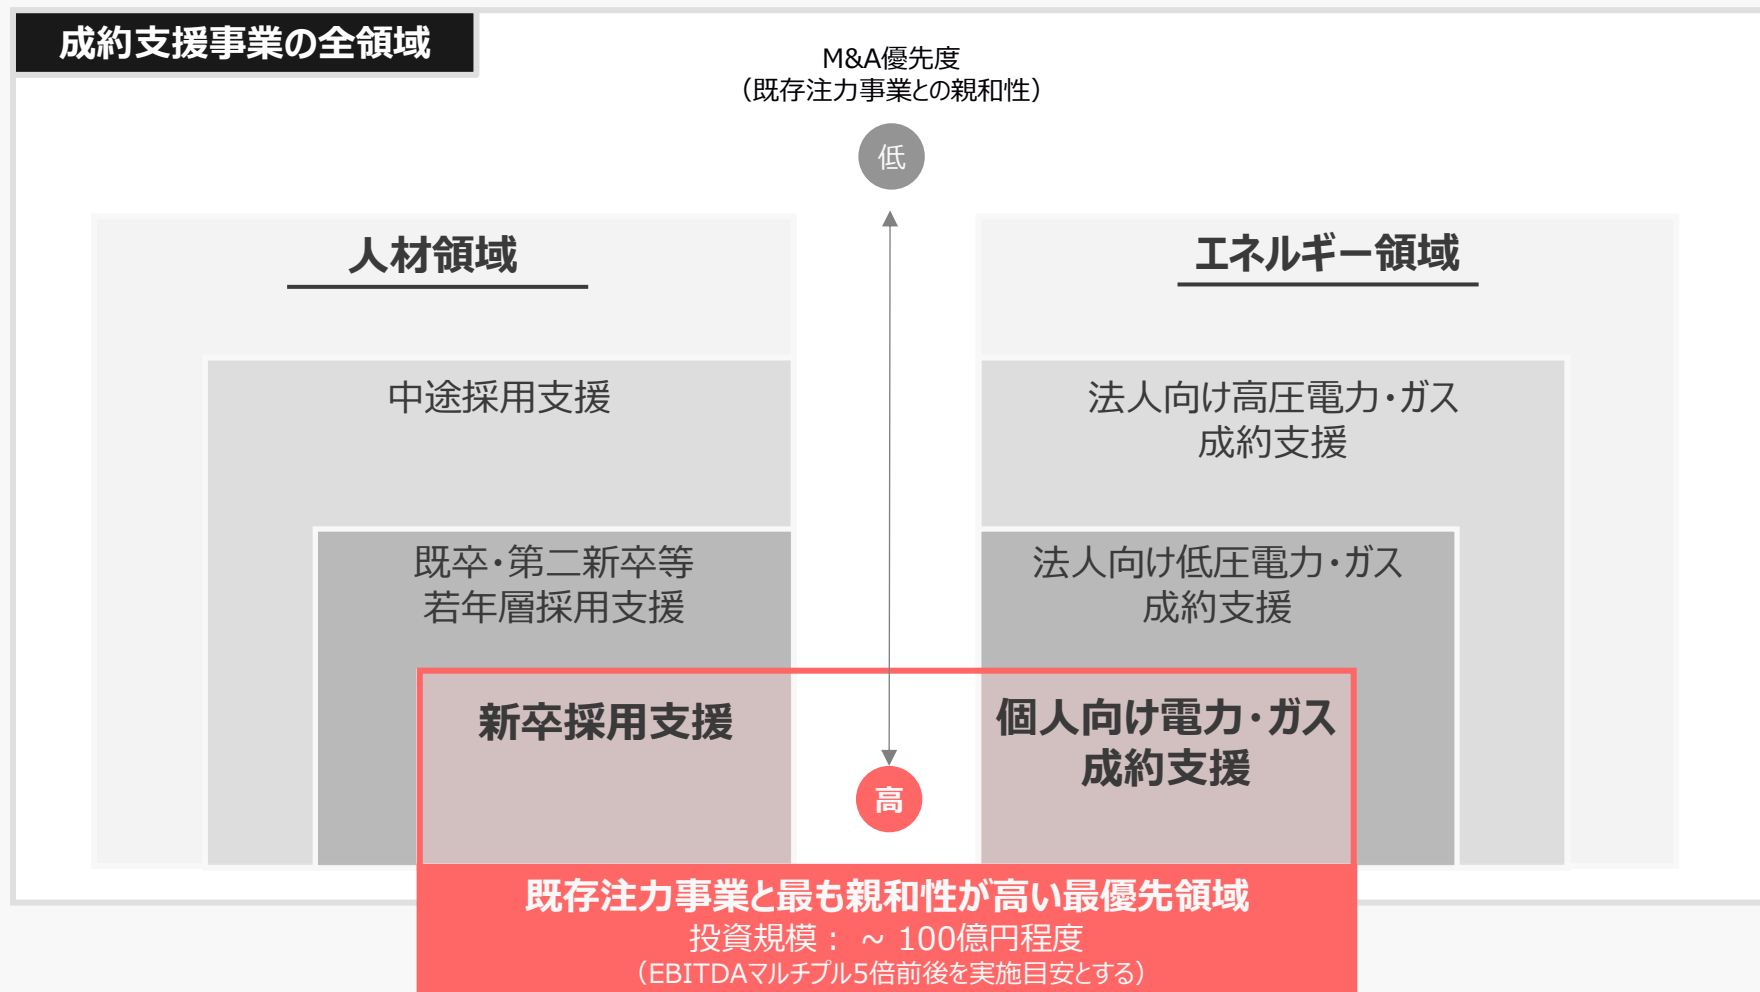 成約支援事業の全領域
M&A優先度
（既存注力事業との親和性）
低
人材領域
エネルギー領域
中途採用支援
法人向け高圧電力・ガス
成約支援
既卒・第二新卒等
若年層採用支援
法人向け低圧電力・ガス
成約支援
新卒採用支援
個人向け電力・ガス
成約支援
高
既存注力事業と最も親和性が高い最優先領域
投資規模： ～ 100億円程度
（EBITDAマルチプル5倍前後を実施目安とする）